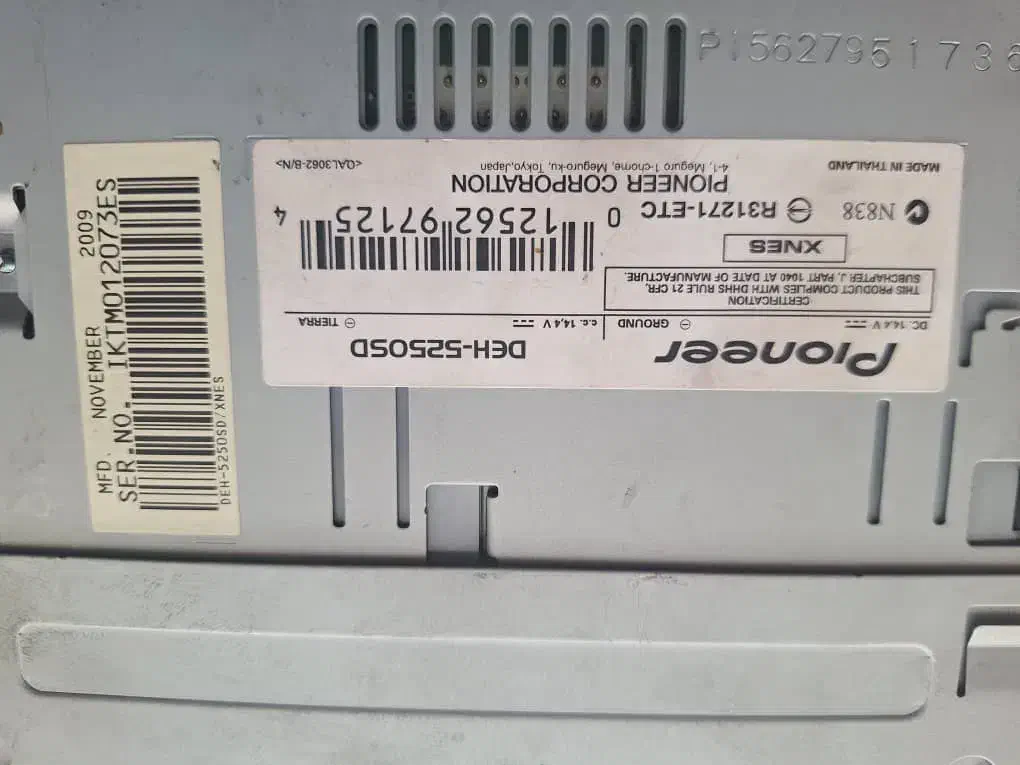 P1562795173
MFD. NOVEMBER 2009
SER.NO. IKTM012073ES
DEH-5250SD/XNES
Pioneer DEH-5250SD
DC. 14.4 V ⊖ GROUND c.c. 14,4 V ⊖ TIERRA
CERTIFICATION
THIS PRODUCT COMPLIES WITH DHHS RULE 21 CFR,
SUBCHAPTER J, PART 1040 AT DATE OF MANUFACTURE.
XNES
N838 R31271-ETC
0 12562 97125 4
PIONEER CORPORATION
MADE IN THAILAND 4-1, Meguro 1-chome, Meguro-ku, Tokyo,Japan <QAL3062-B/N>